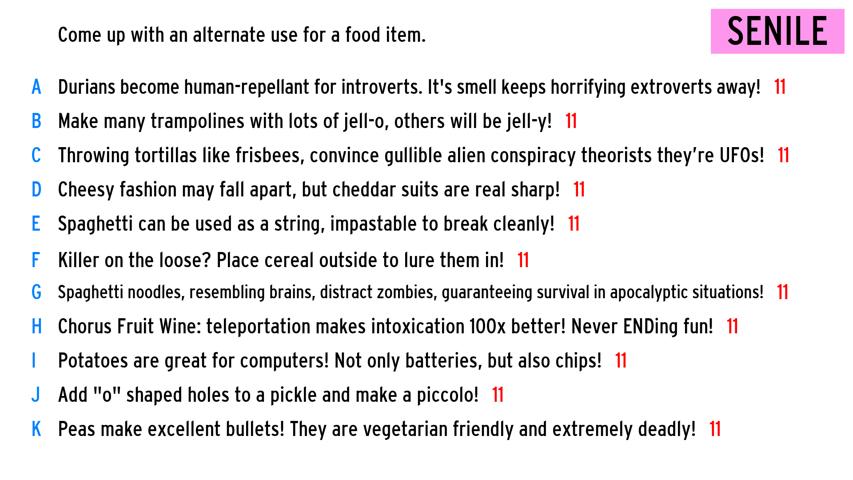 Come up with an alternate use for a food item.
SENILE
A Durians become human-repellant for introverts. It's smell keeps horrifying extroverts away! 11
B Make many trampolines with lots of jell-o, others will be jell-y! 11
C Throwing tortillas like frisbees, convince gullible alien conspiracy theorists they’re UFOs! 11
D Cheesy fashion may fall apart, but cheddar suits are real sharp! 11
E Spaghetti can be used as a string, impastable to break cleanly! 11
F Killer on the loose? Place cereal outside to lure them in! 11
G Spaghetti noodles, resembling brains, distract zombies, guaranteeing survival in apocalyptic situations! 11
H Chorus Fruit Wine: teleportation makes intoxication 100x better! Never ENDing fun! 11
I Potatoes are great for computers! Not only batteries, but also chips! 11
J Add "o" shaped holes to a pickle and make a piccolo! 11
K Peas make excellent bullets! They are vegetarian friendly and extremely deadly! 11